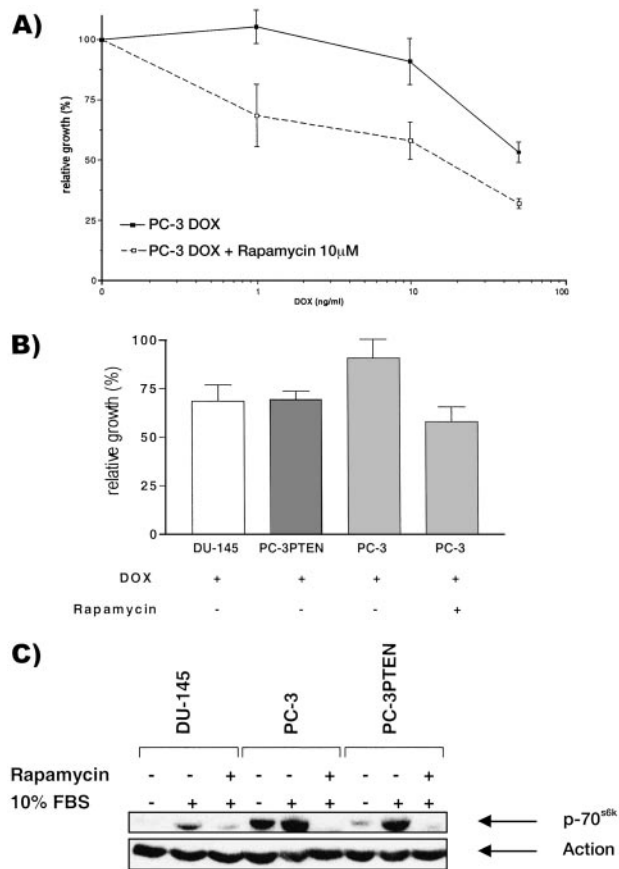 A)
relative growth (%)
100
75
50
25
0
PC-3 DOX
PC-3 DOX + Rapamycin 10µM
0 1 10 100
DOX (ng/ml)
B)
relative growth (%)
100
75
50
25
0
DU-145 PC-3PTEN PC-3 PC-3
DOX + + + +
Rapamycin - - - +
C)
DU-145 PC-3 PC-3PTEN
Rapamycin - - + - - + - - +
10% FBS - + + - + + - + +
p-70s6k
Action